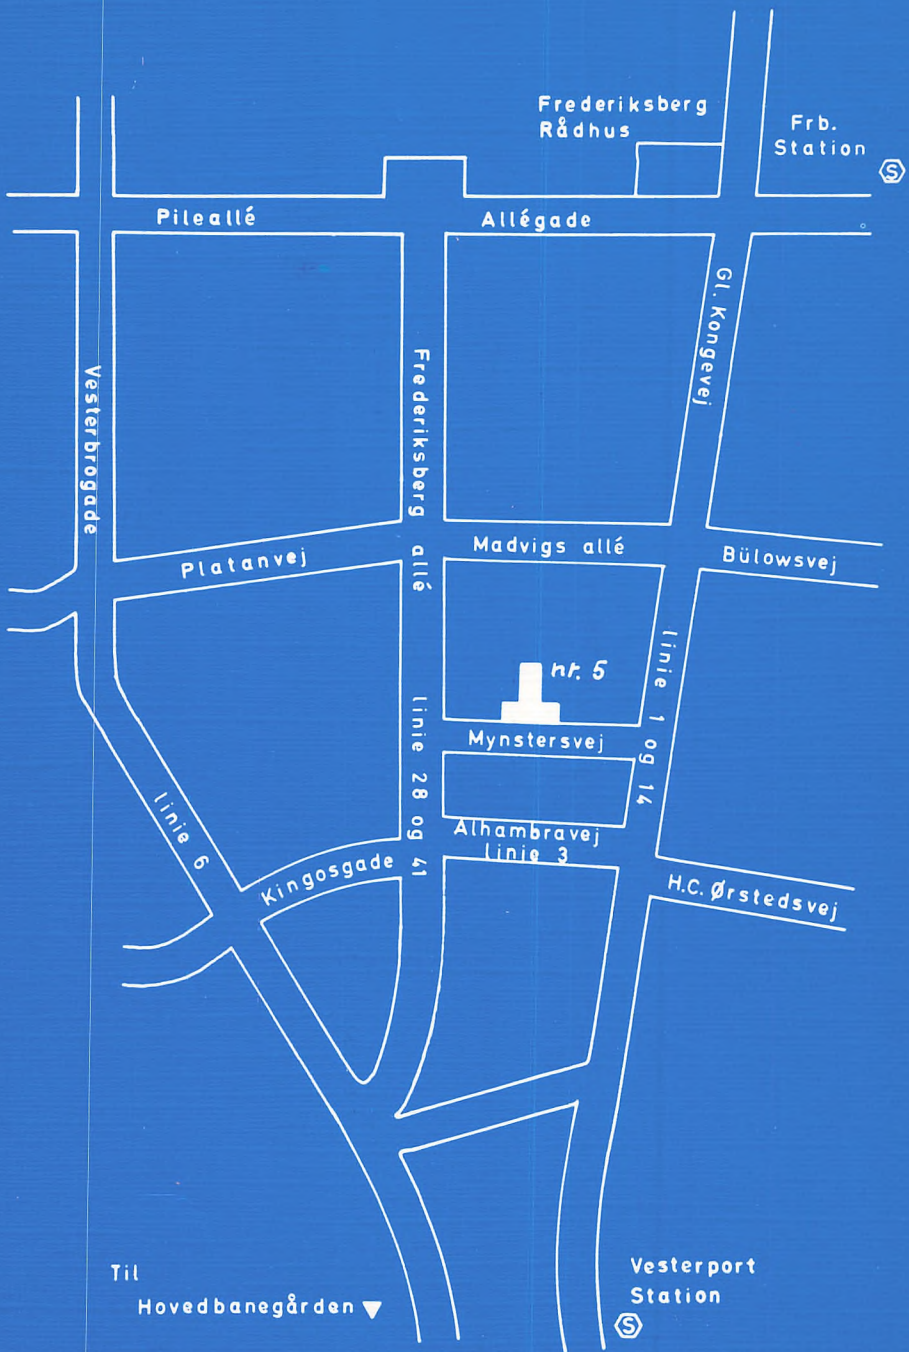 Frederiksberg
Rådhus
Frb.
Station
S
Pileallé
Allégade
Gl. Kongevej
Vesterbrogade
Frederiksberg allé
Platanvej
Madvigs allé
Bülowsvej
linie 1 og 14
nr. 5
Mynstersvej
linie 28 og 41
linie 6
Alhambravej
linie 3
Kingosgade
H.C. Ørstedsvej
Til
Hovedbanegården
Vesterport
Station
S